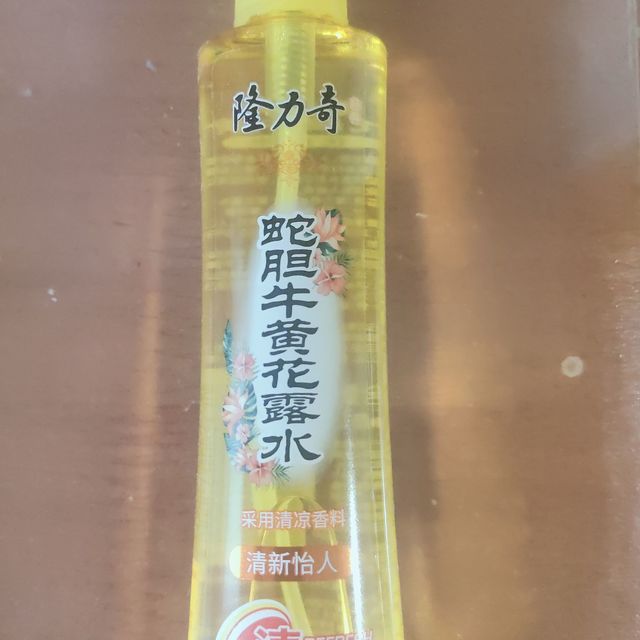 隆力奇
蛇胆牛黄花露水
采用清凉香料
清新怡人